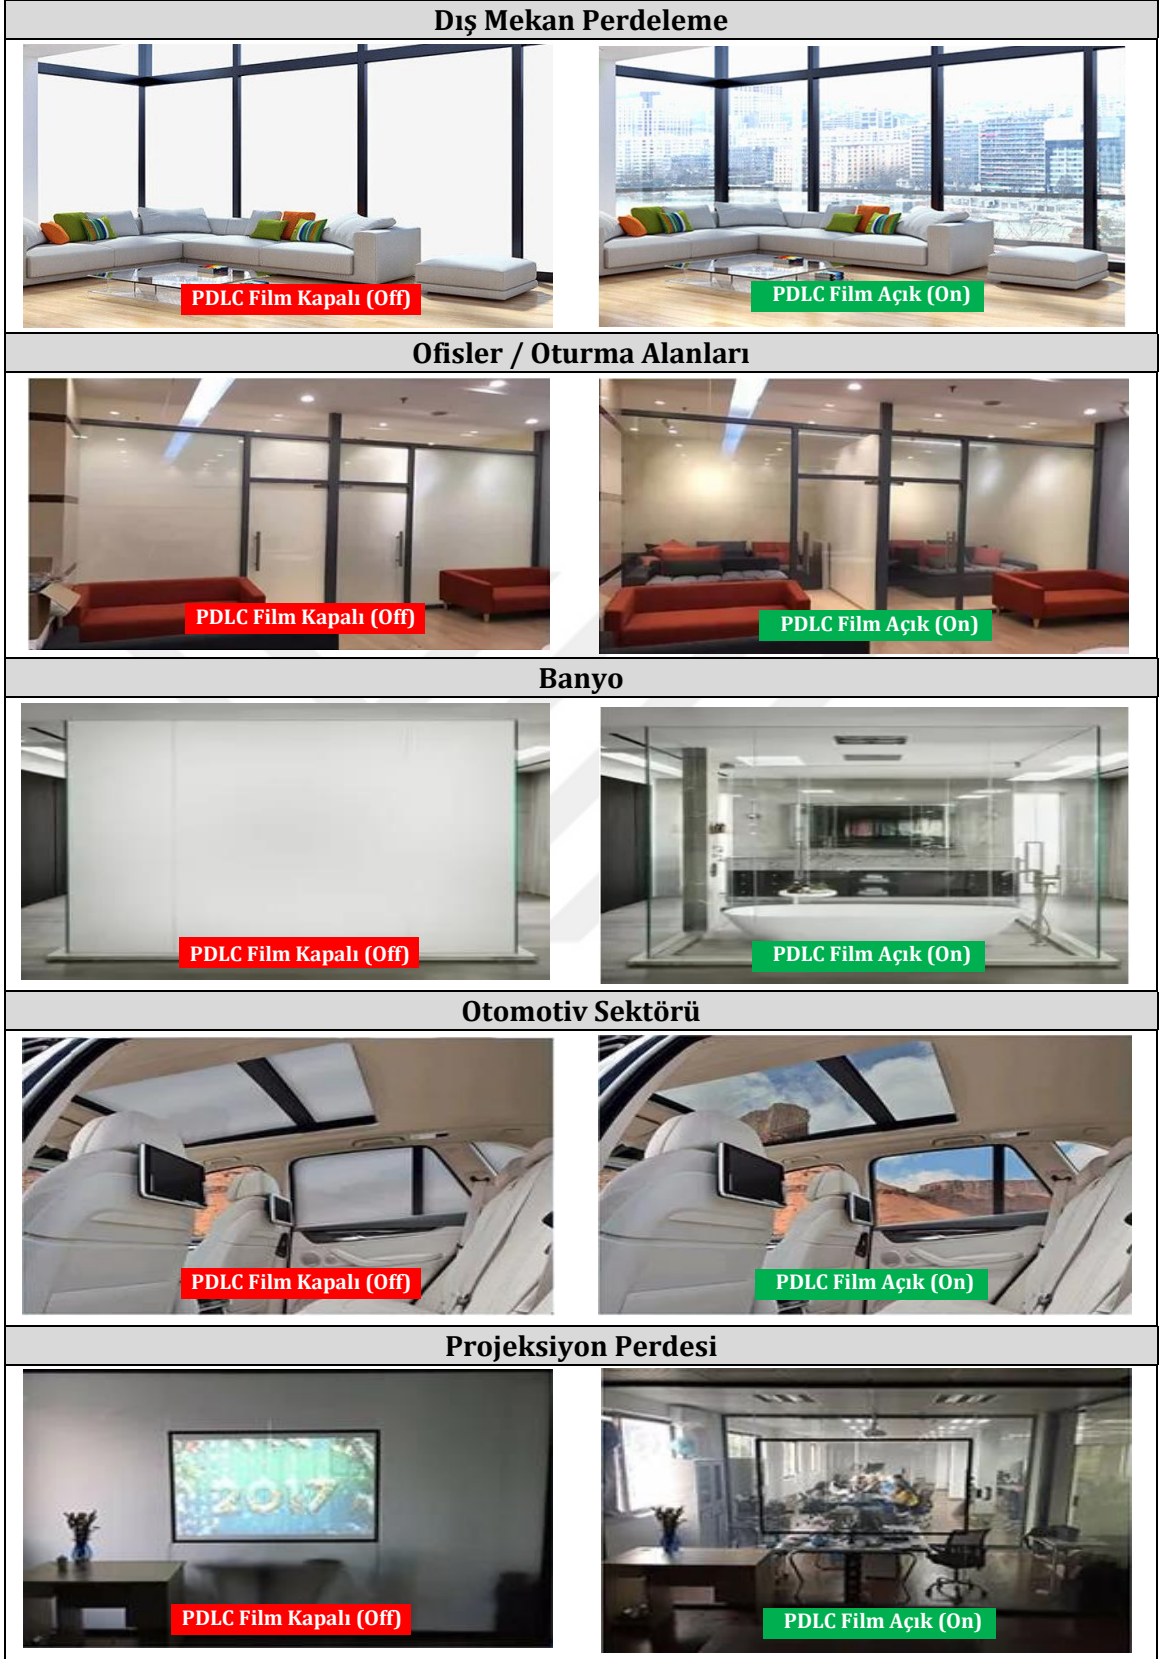 Dış Mekan Perdeleme
PDLC Film Kapalı (Off)
PDLC Film Açık (On)
Ofisler / Oturma Alanları
PDLC Film Kapalı (Off)
PDLC Film Açık (On)
Banyo
PDLC Film Kapalı (Off)
PDLC Film Açık (On)
Otomotiv Sektörü
PDLC Film Kapalı (Off)
PDLC Film Açık (On)
Projeksiyon Perdesi
2017
PDLC Film Kapalı (Off)
PDLC Film Açık (On)